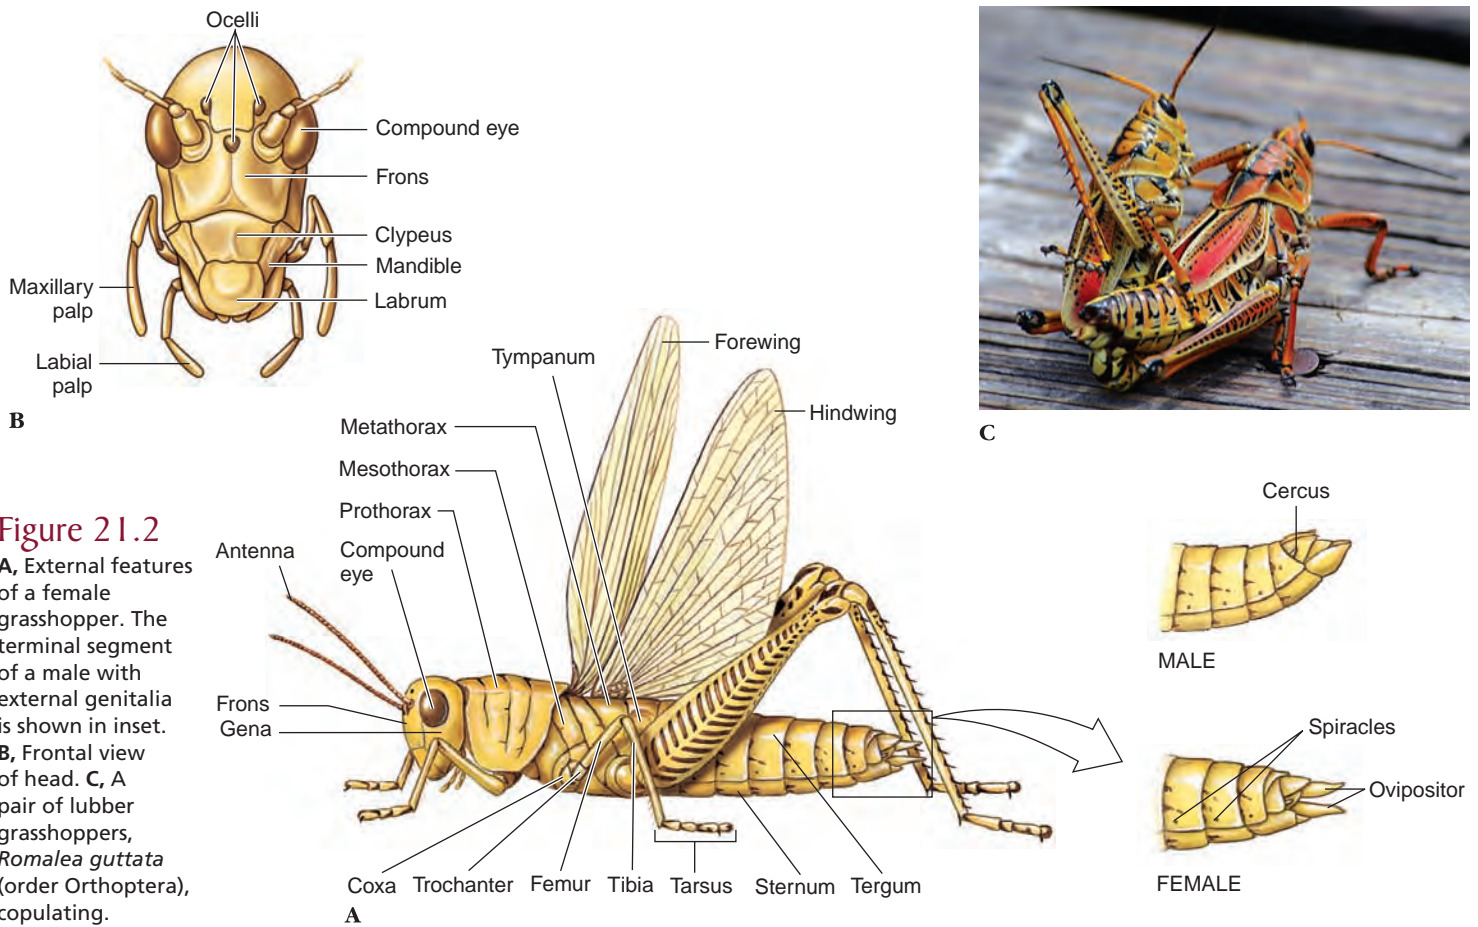 Ocelli
Compound eye
Frons
Clypeus
Mandible
Labrum
Maxillary
palp
Labial
palp
B
C
Forewing
Tympanum
Hindwing
Metathorax
Mesothorax
Prothorax
Compound
eye
Antenna
Frons
Gena
Coxa
Trochanter
Femur
Tibia
Tarsus
Sternum
Tergum
A
Cercus
MALE
Spiracles
Ovipositor
FEMALE
Figure 21.2
A, External features
of a female
grasshopper. The
terminal segment
of a male with
external genitalia
is shown in inset.
B, Frontal view
of head. C, A
pair of lubber
grasshoppers,
Romalea guttata
(order Orthoptera),
copulating.